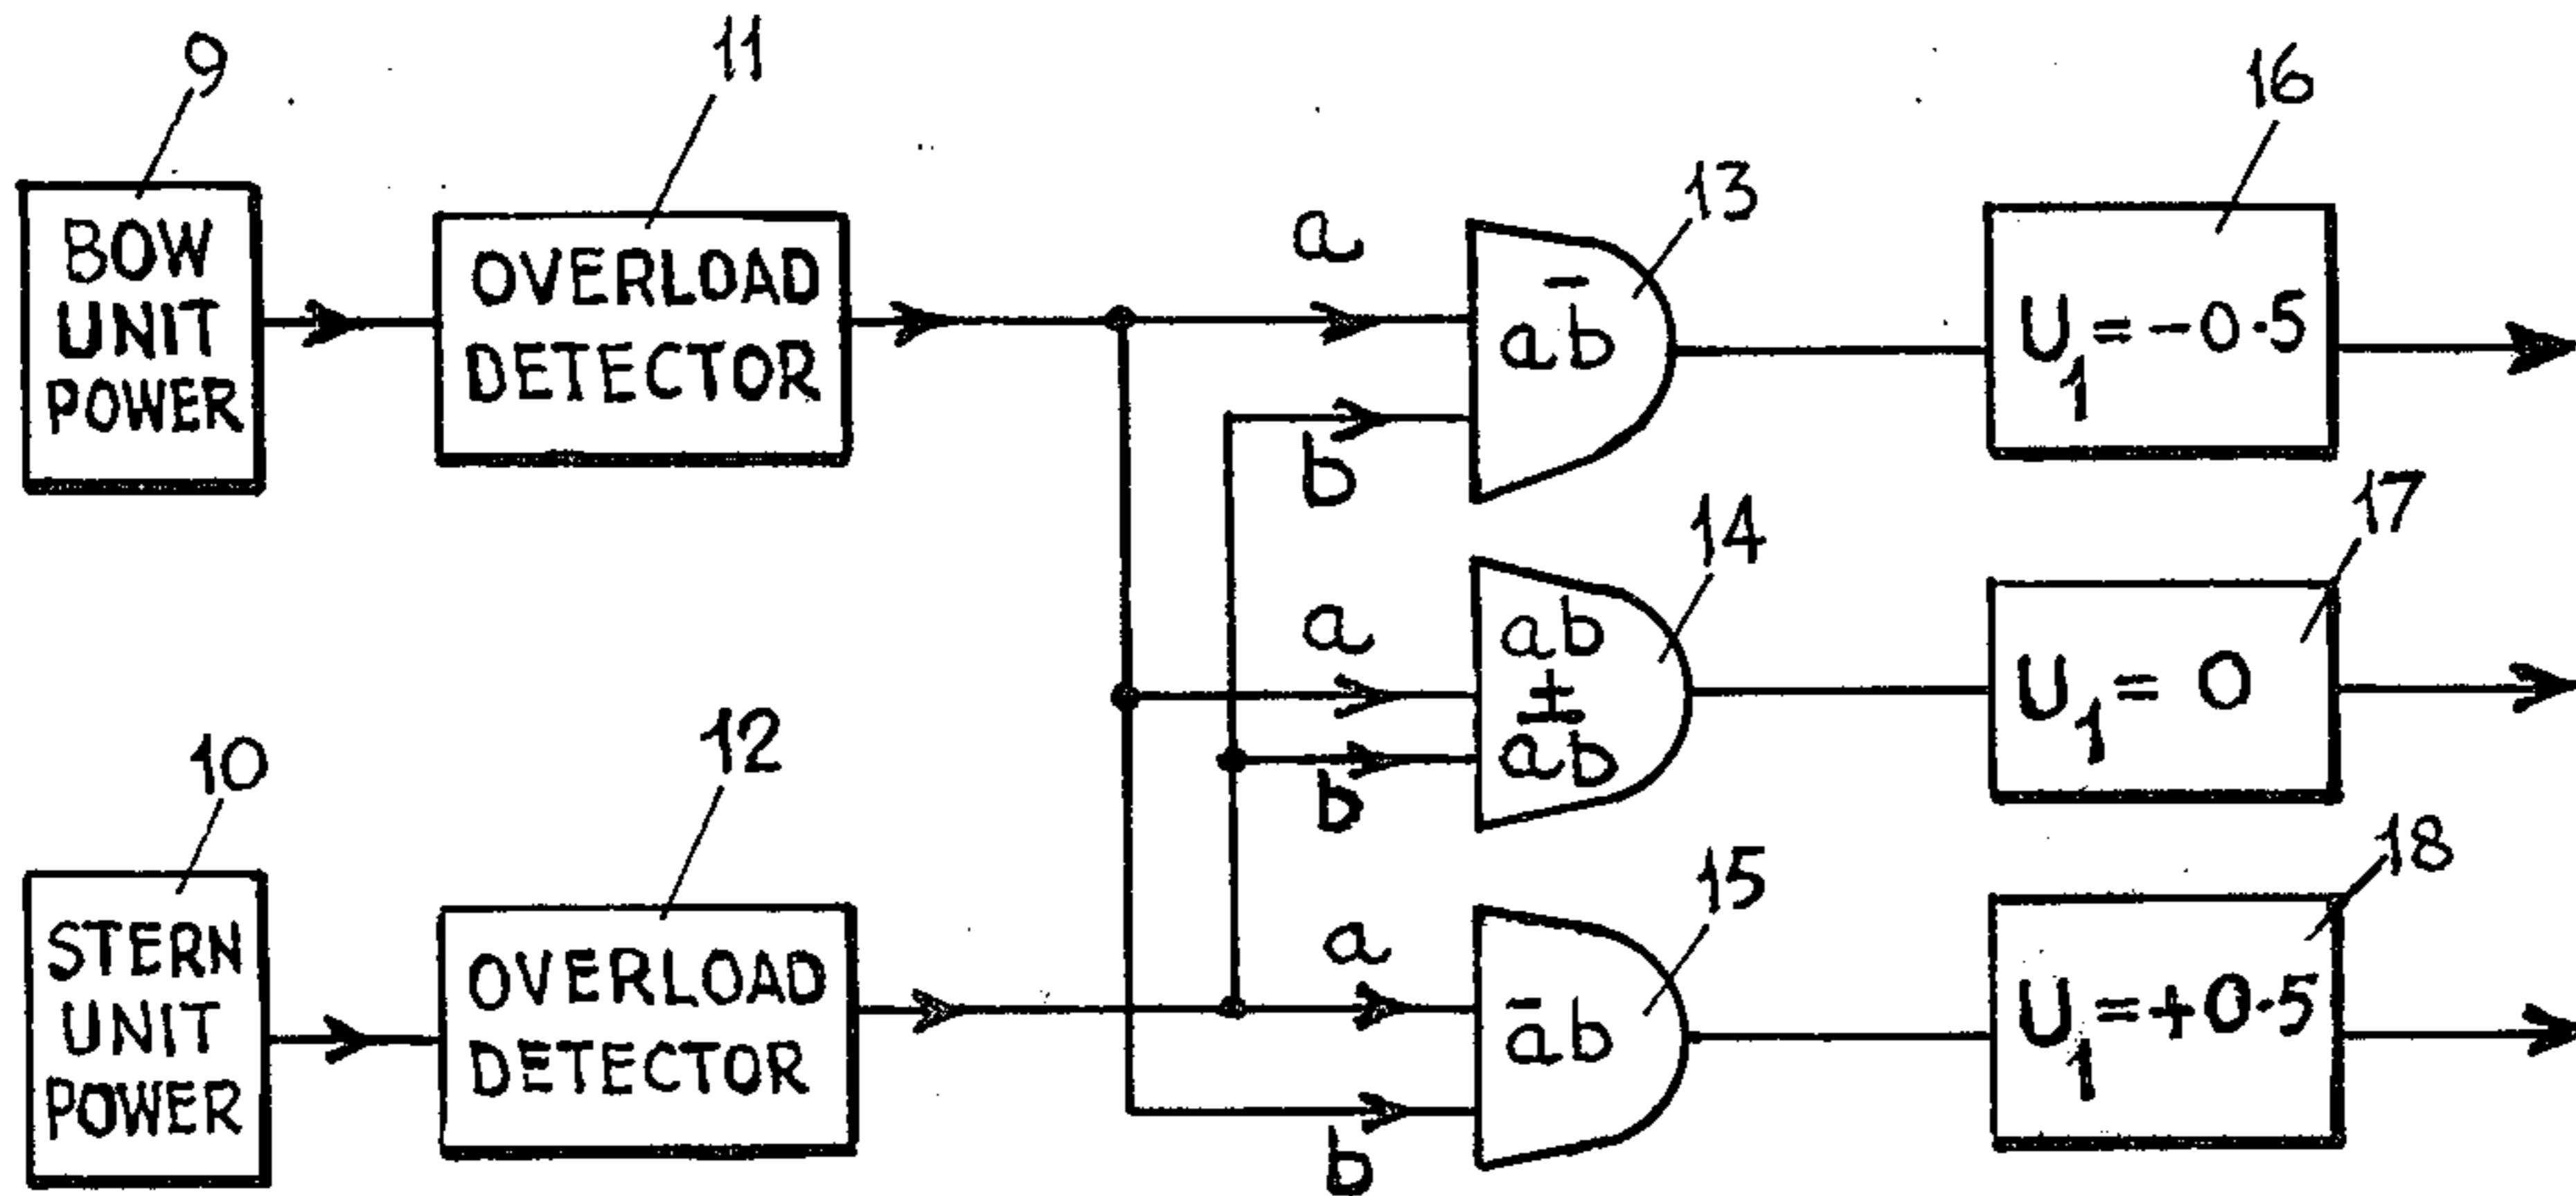 9
11
16
BOW
UNIT
POWER
OVERLOAD
DETECTOR
a
b
13
ab̄
U₁ = -0.5
14
17
a
b
ab
+
a̅b̅
U₁ = 0
10
12
15
18
STERN
UNIT
POWER
OVERLOAD
DETECTOR
a
b
āb
U₁ = +0.5